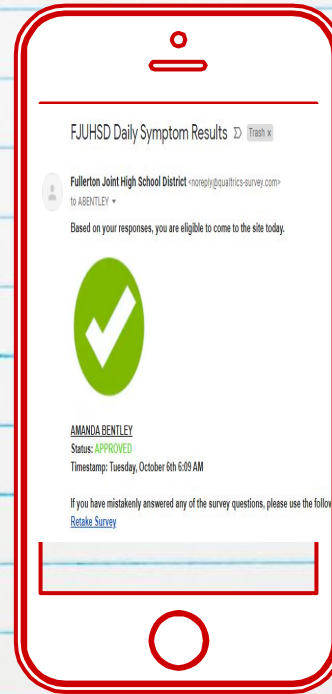 FJUHSD Daily Symptom Results Trash x
Fullerton Joint High School District <noreply@qualtrics-survey.com>
to ABENTLEY
Based on your responses, you are eligible to come to the site today.
AMANDA BENTLEY
Status: APPROVED
Timestamp: Tuesday, October 6th 6:09 AM
If you have mistakenly answered any of the survey questions, please use the follow
Retake Survey